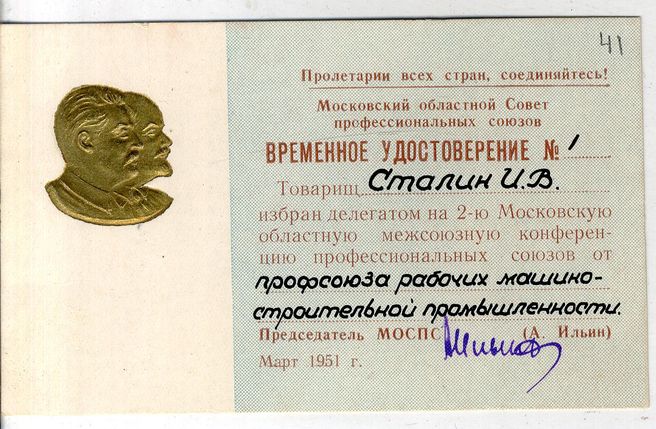 41
Пролетарии всех стран, соединяйтесь!
Московский областной Совет
профессиональных союзов
ВРЕМЕННОЕ УДОСТОВЕРЕНИЕ № 1
Товарищ Сталин И.В.
избран делегатом на 2-ю Московскую
областную межсоюзную конферен-
цию профессиональных союзов от
профсоюза рабочих машино-
строительной промышленности.
Председатель МОСПС (А. Ильин)
Март 1951 г.